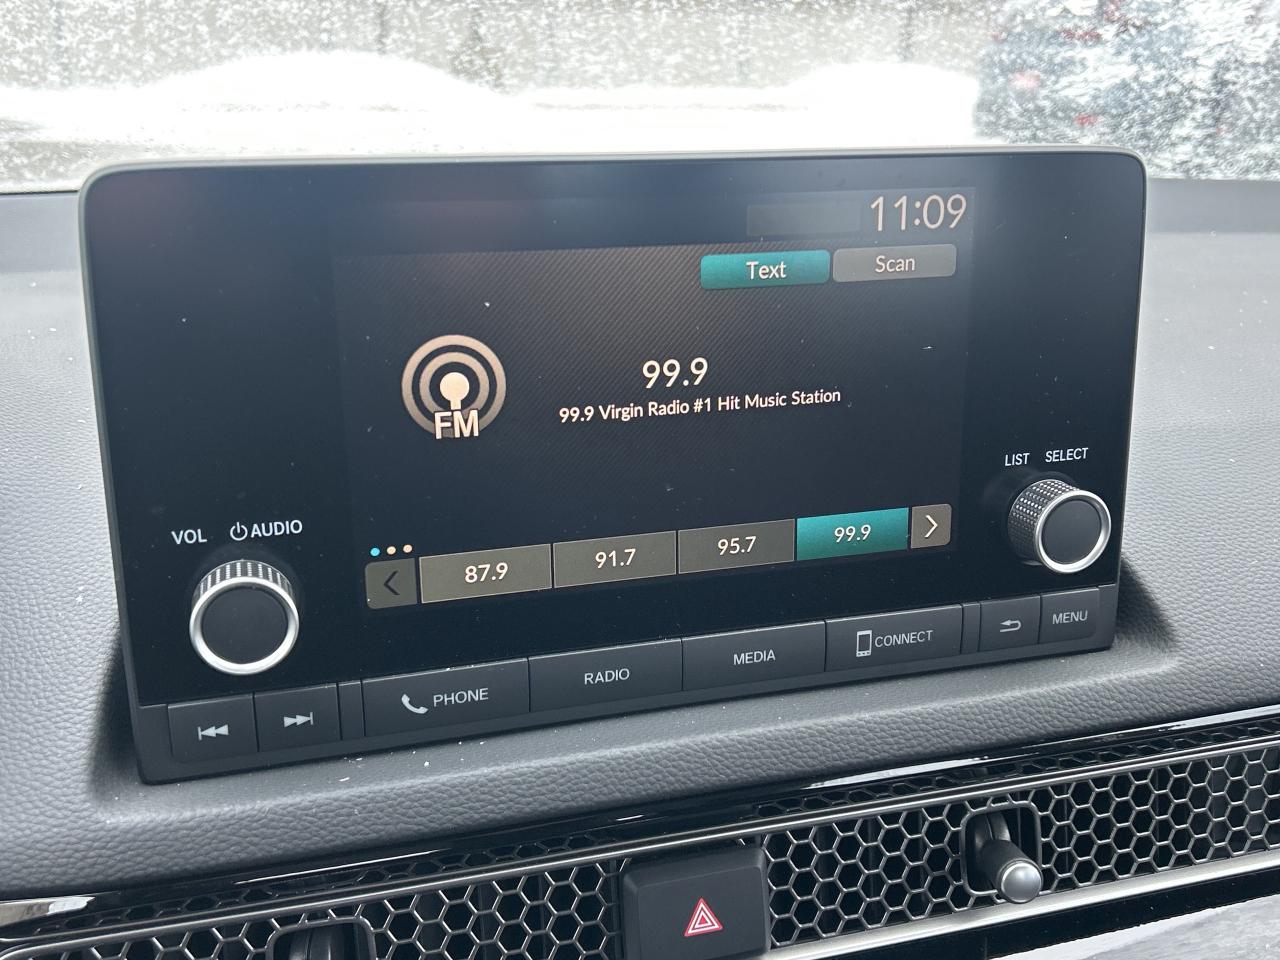 11:09
Text Scan
99.9
99.9 Virgin Radio #1 Hit Music Station
FM
LIST SELECT
VOL AUDIO
87.9 91.7 95.7 99.9
PHONE RADIO MEDIA CONNECT MENU